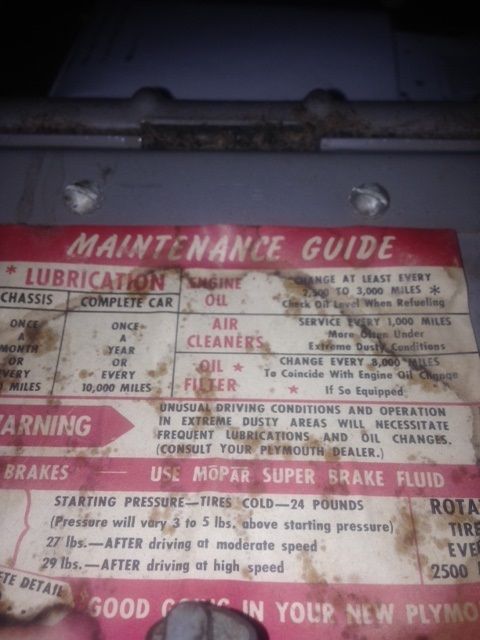 MAINTENANCE GUIDE
* LUBRICATION
CHASSIS COMPLETE CAR
ONCE A MONTH OR EVERY MILES
ONCE A YEAR OR EVERY 10,000 MILES
ENGINE OIL
CHANGE AT LEAST EVERY
TO 3,000 MILES *
Check Oil Level When Refueling
AIR CLEANERS
SERVICE EVERY 1,000 MILES
More Often Under
Extreme Dusty Conditions
OIL * FILTER
CHANGE EVERY 8,000 MILES
To Coincide With Engine Oil Change
* If So Equipped
ARNING
UNUSUAL DRIVING CONDITIONS AND OPERATION
IN EXTREME DUSTY AREAS WILL NECESSITATE
FREQUENT LUBRICATIONS AND OIL CHANGES.
(CONSULT YOUR PLYMOUTH DEALER.)
BRAKES — USE MOPAR SUPER BRAKE FLUID
STARTING PRESSURE—TIRES COLD—24 POUNDS
(Pressure will vary 3 to 5 lbs. above starting pressure)
27 lbs.—AFTER driving at moderate speed
29 lbs.—AFTER driving at high speed
ROTA
TIRE
EVE
2500
ETE DETAIL
GOOD IN YOUR NEW PLYMO